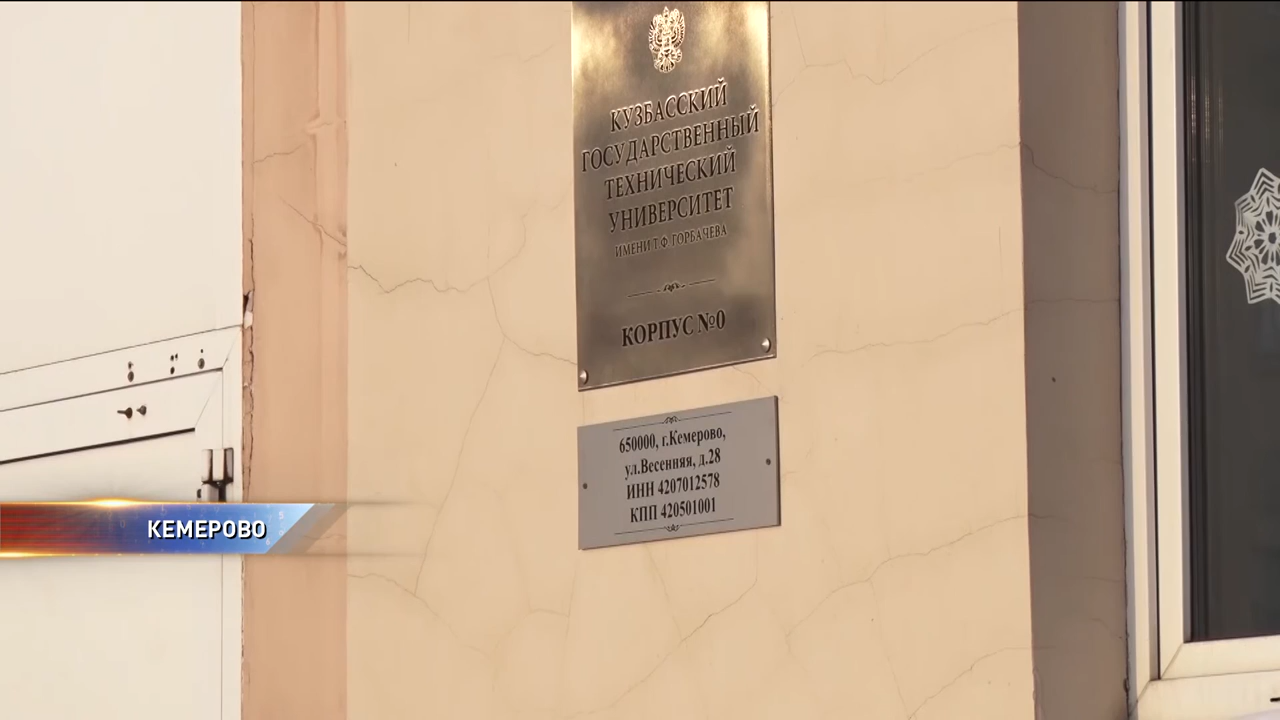 КУЗБАССКИЙ
ГОСУДАРСТВЕННЫЙ
ТЕХНИЧЕСКИЙ
УНИВЕРСИТЕТ
ИМЕНИ Т.Ф. ГОРБАЧЕВА
КОРПУС №0
650000, г.Кемерово,
ул.Весенняя, д.28
ИНН 4207012578
КПП 420501001
КЕМЕРОВО